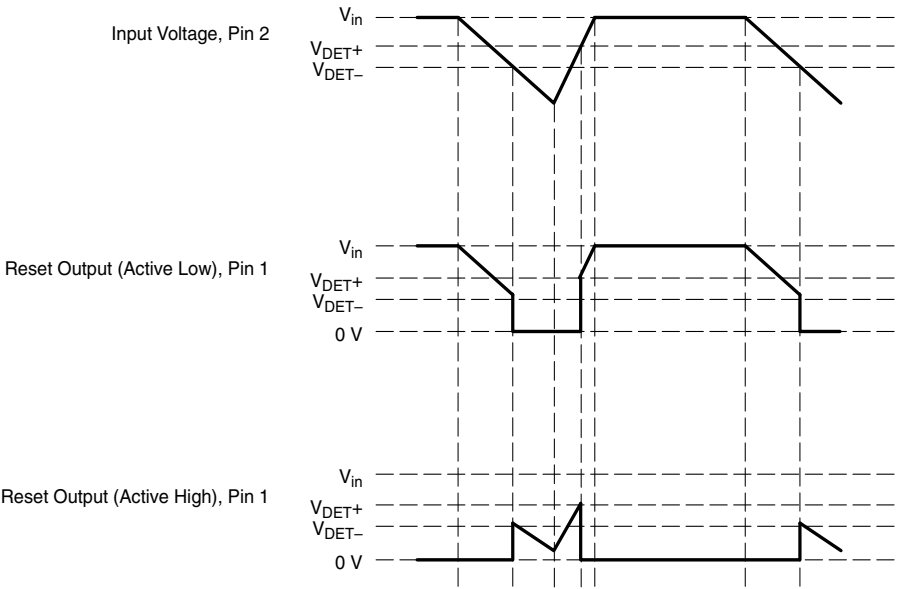 Input Voltage, Pin 2
V_in
V_DET+
V_DET−
Reset Output (Active Low), Pin 1
V_in
V_DET+
V_DET−
0 V
Reset Output (Active High), Pin 1
V_in
V_DET+
V_DET−
0 V